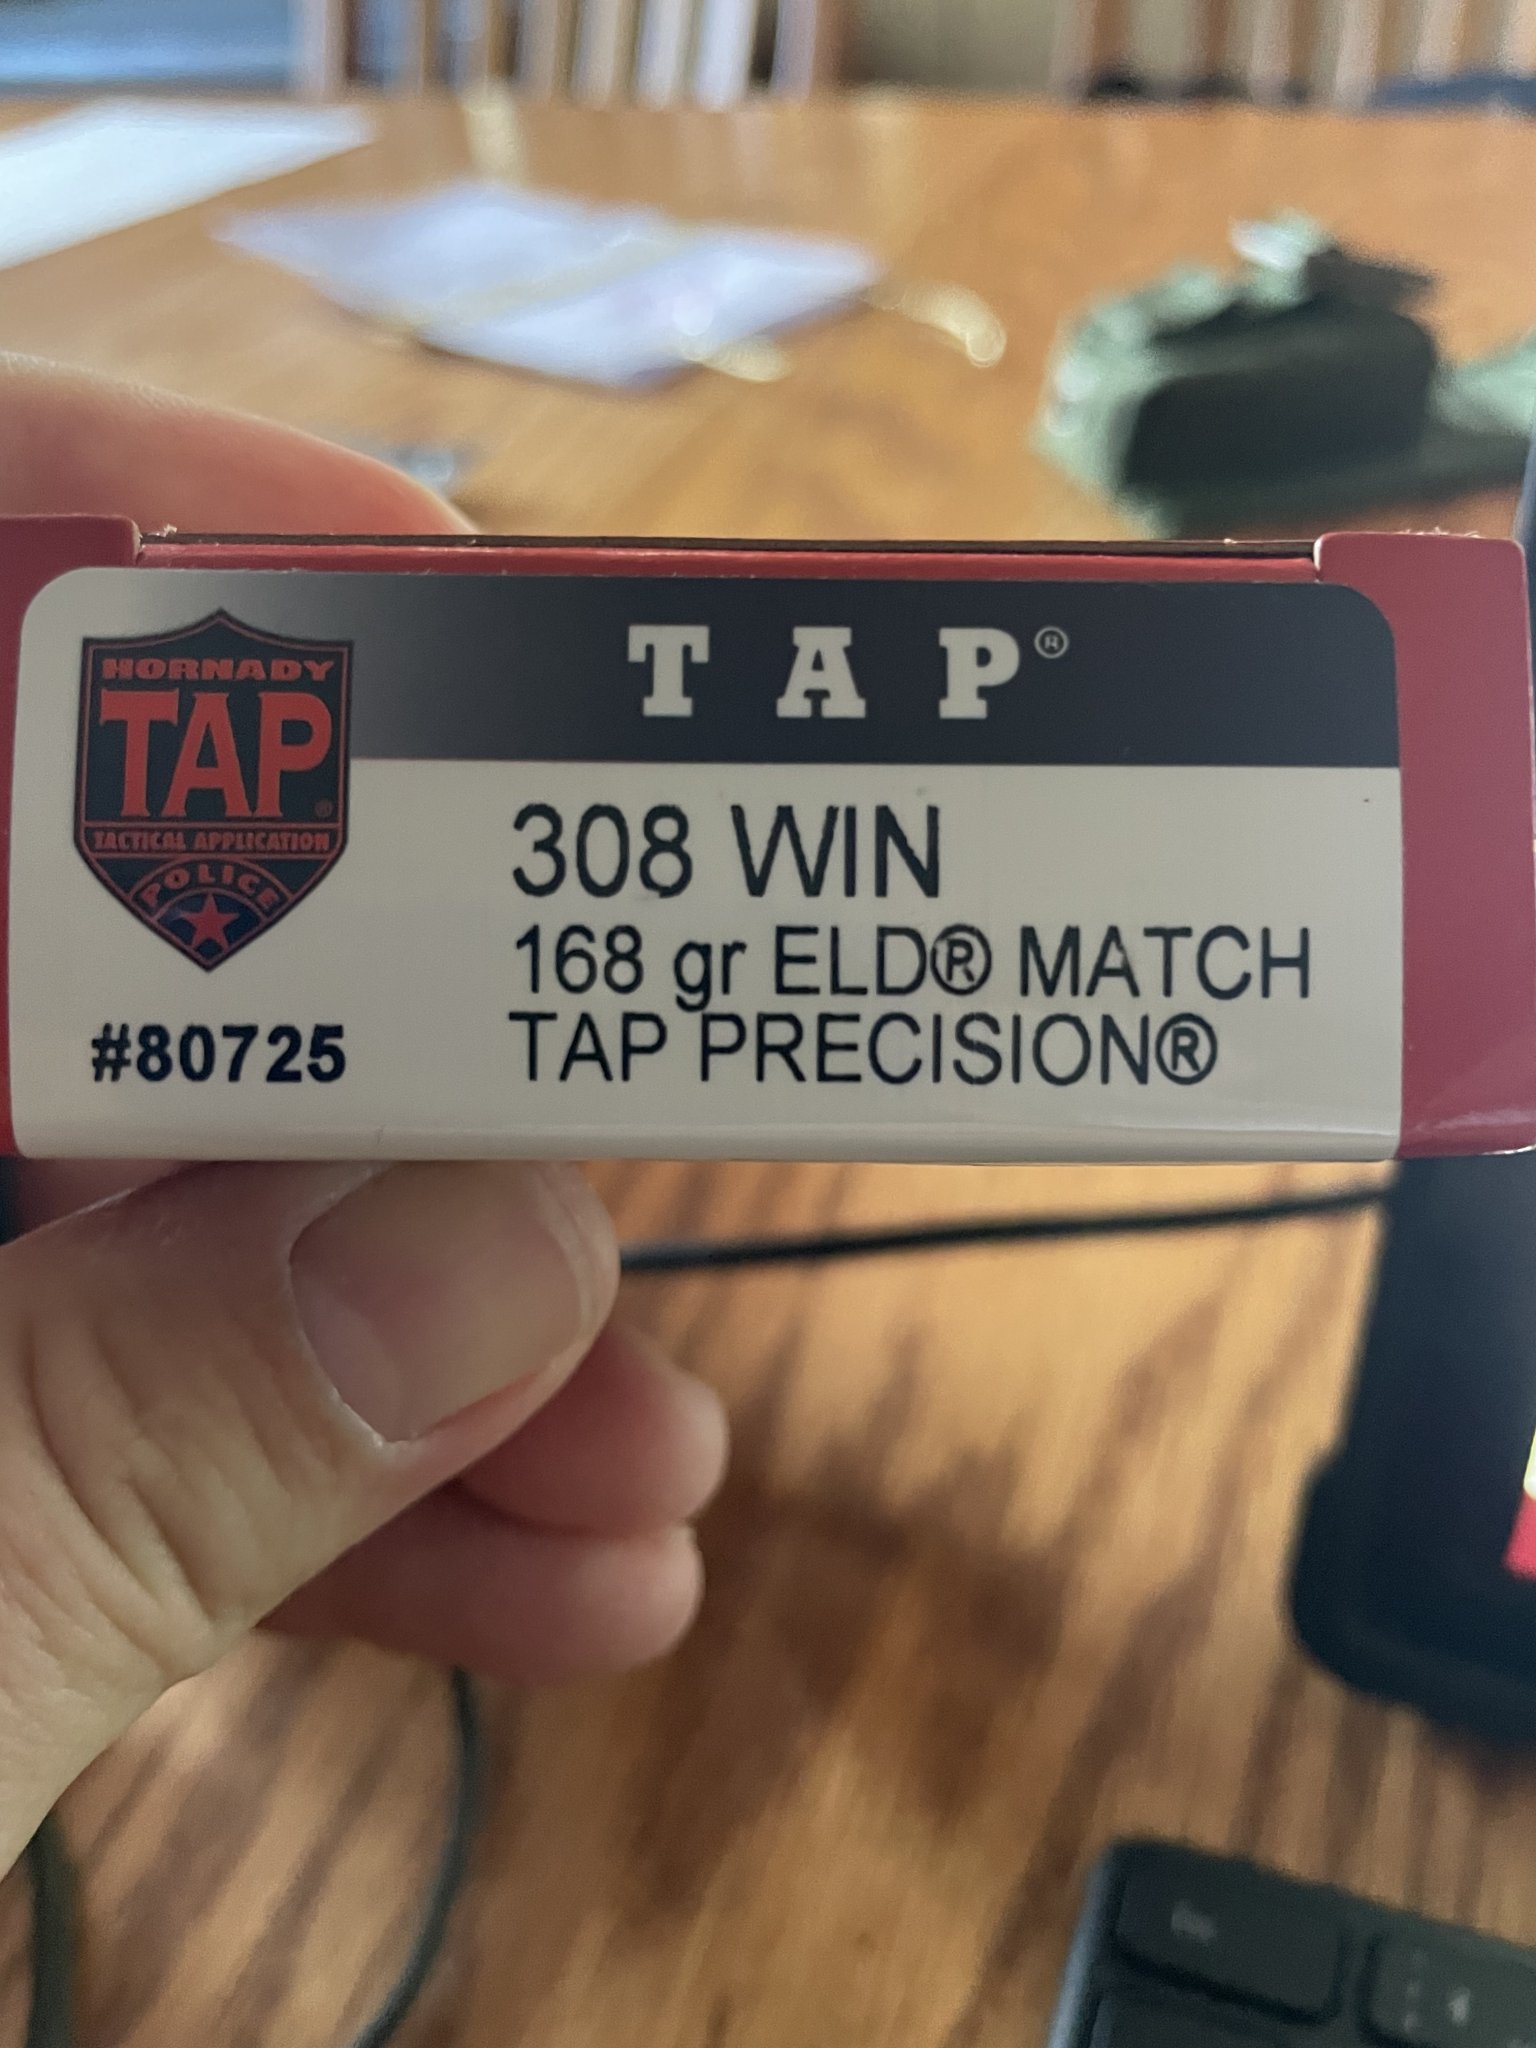 TAP®
HORNADY
TAP®
TACTICAL APPLICATION
POLICE
308 WIN
168 gr ELD® MATCH
TAP PRECISION®
#80725